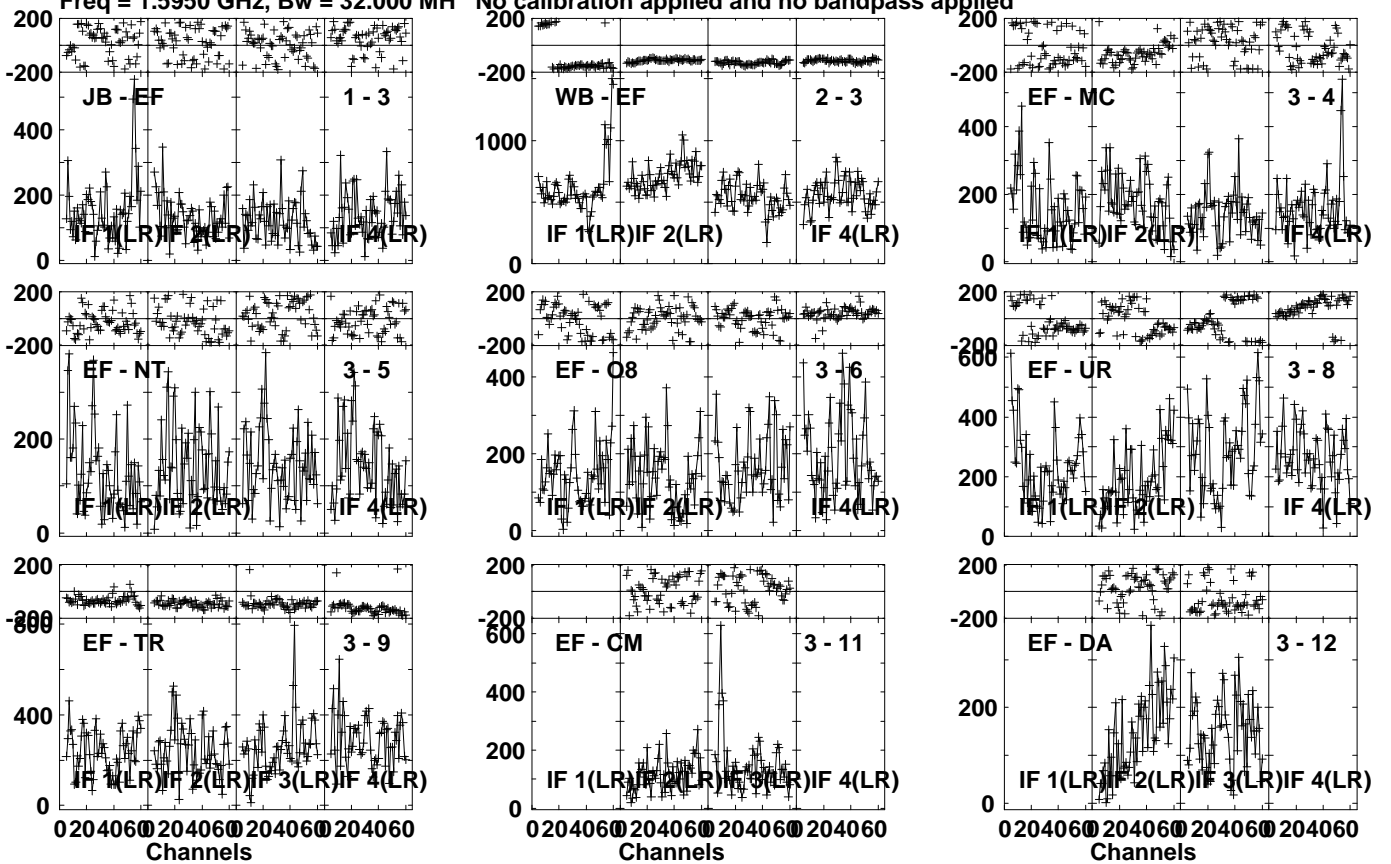 Freq = 1.5950 GHz, Bw = 32.000 MH No calibration applied and no bandpass applied
200
-200
JB - EF 1 - 3
400
200
0
IF 1(LR) IF 2(LR) IF 4(LR)
WB - EF 2 - 3
200
-200
1000
0
IF 1(LR) IF 2(LR) IF 4(LR)
EF - MC 3 - 4
200
-200
400
200
0
IF 1(LR) IF 2(LR) IF 4(LR)
200
-200
EF - NT 3 - 5
200
0
IF 1(LR) IF 2(LR) IF 4(LR)
200
-200
EF - O8 3 - 6
400
200
0
IF 1(LR) IF 2(LR) IF 4(LR)
200
-200
600
EF - UR 3 - 8
400
200
0
IF 1(LR) IF 2(LR) IF 4(LR)
200
-200
800
EF - TR 3 - 9
400
0
IF 1(LR) IF 2(LR) IF 3(LR) IF 4(LR)
0 20 40 60 0 20 40 60 0 20 40 60 0 20 40 60
Channels
200
-200
600
EF - CM 3 - 11
400
200
0
IF 1(LR) IF 2(LR) IF 3(LR) IF 4(LR)
0 20 40 60 0 20 40 60 0 20 40 60 0 20 40 60
Channels
200
-200
EF - DA 3 - 12
200
0
IF 1(LR) IF 2(LR) IF 3(LR) IF 4(LR)
0 20 40 60 0 20 40 60 0 20 40 60 0 20 40 60
Channels